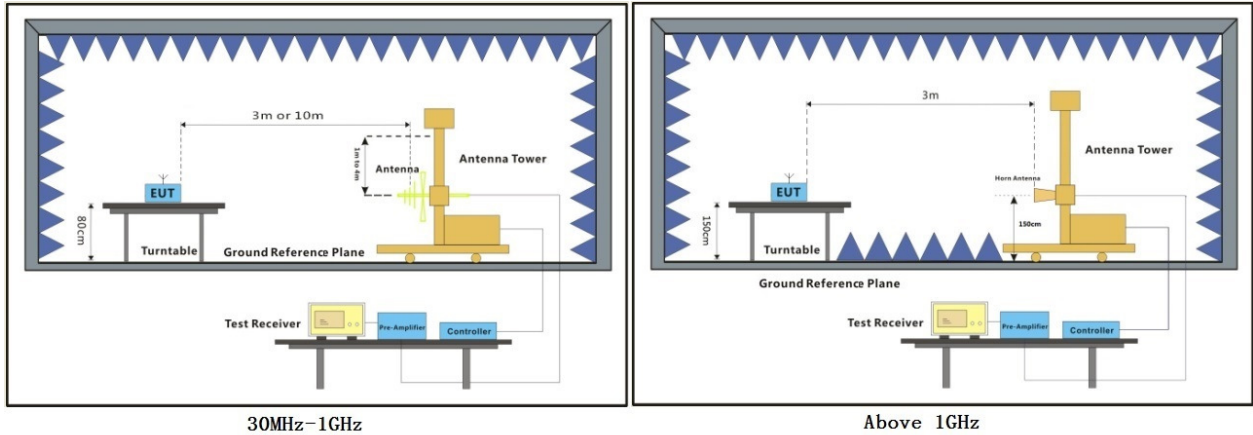 3m or 10m
1m to 4m
Antenna
Antenna Tower
EUT
80cm
Turntable
Ground Reference Plane
Test Receiver
Pre-Amplifier
Controller
30MHz-1GHz
3m
Antenna Tower
Horn Antenna
EUT
150cm
150cm
Turntable
Ground Reference Plane
Test Receiver
Pre-Amplifier
Controller
Above 1GHz